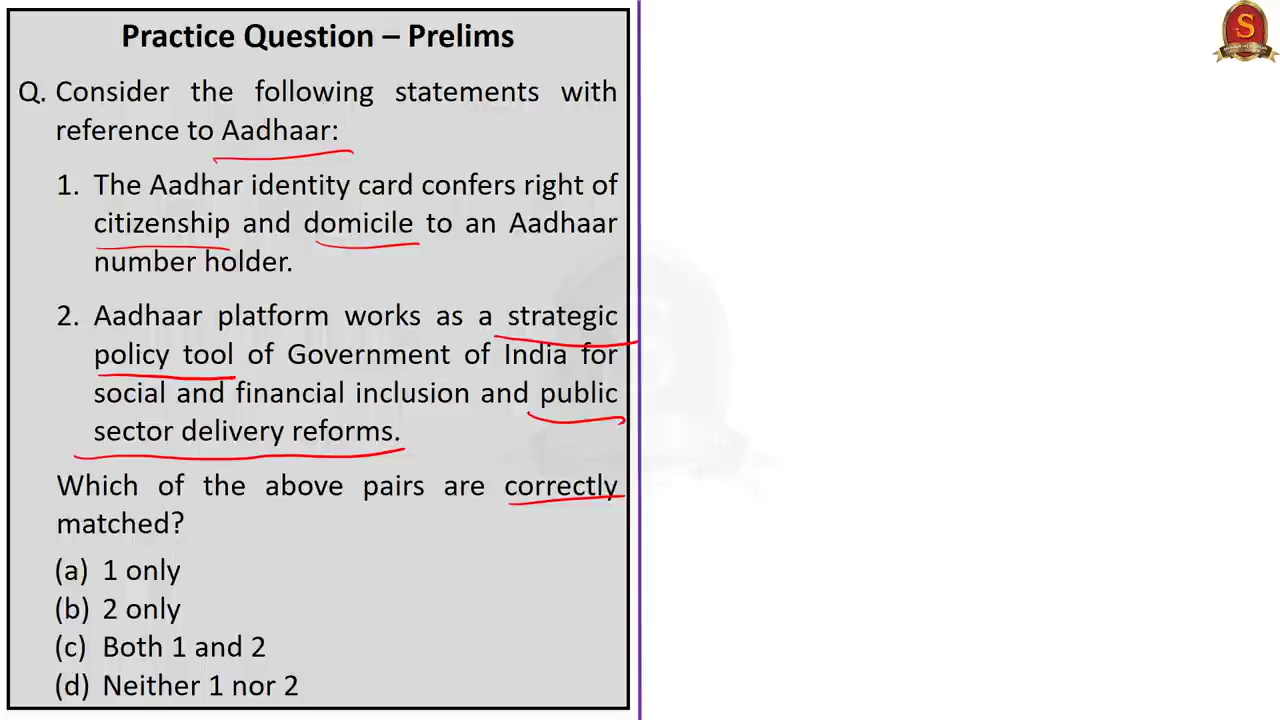 Practice Question – Prelims
Q. Consider the following statements with
reference to Aadhaar:
1. The Aadhar identity card confers right of
citizenship and domicile to an Aadhaar
number holder.
2. Aadhaar platform works as a strategic
policy tool of Government of India for
social and financial inclusion and public
sector delivery reforms.
Which of the above pairs are correctly
matched?
(a) 1 only
(b) 2 only
(c) Both 1 and 2
(d) Neither 1 nor 2
S